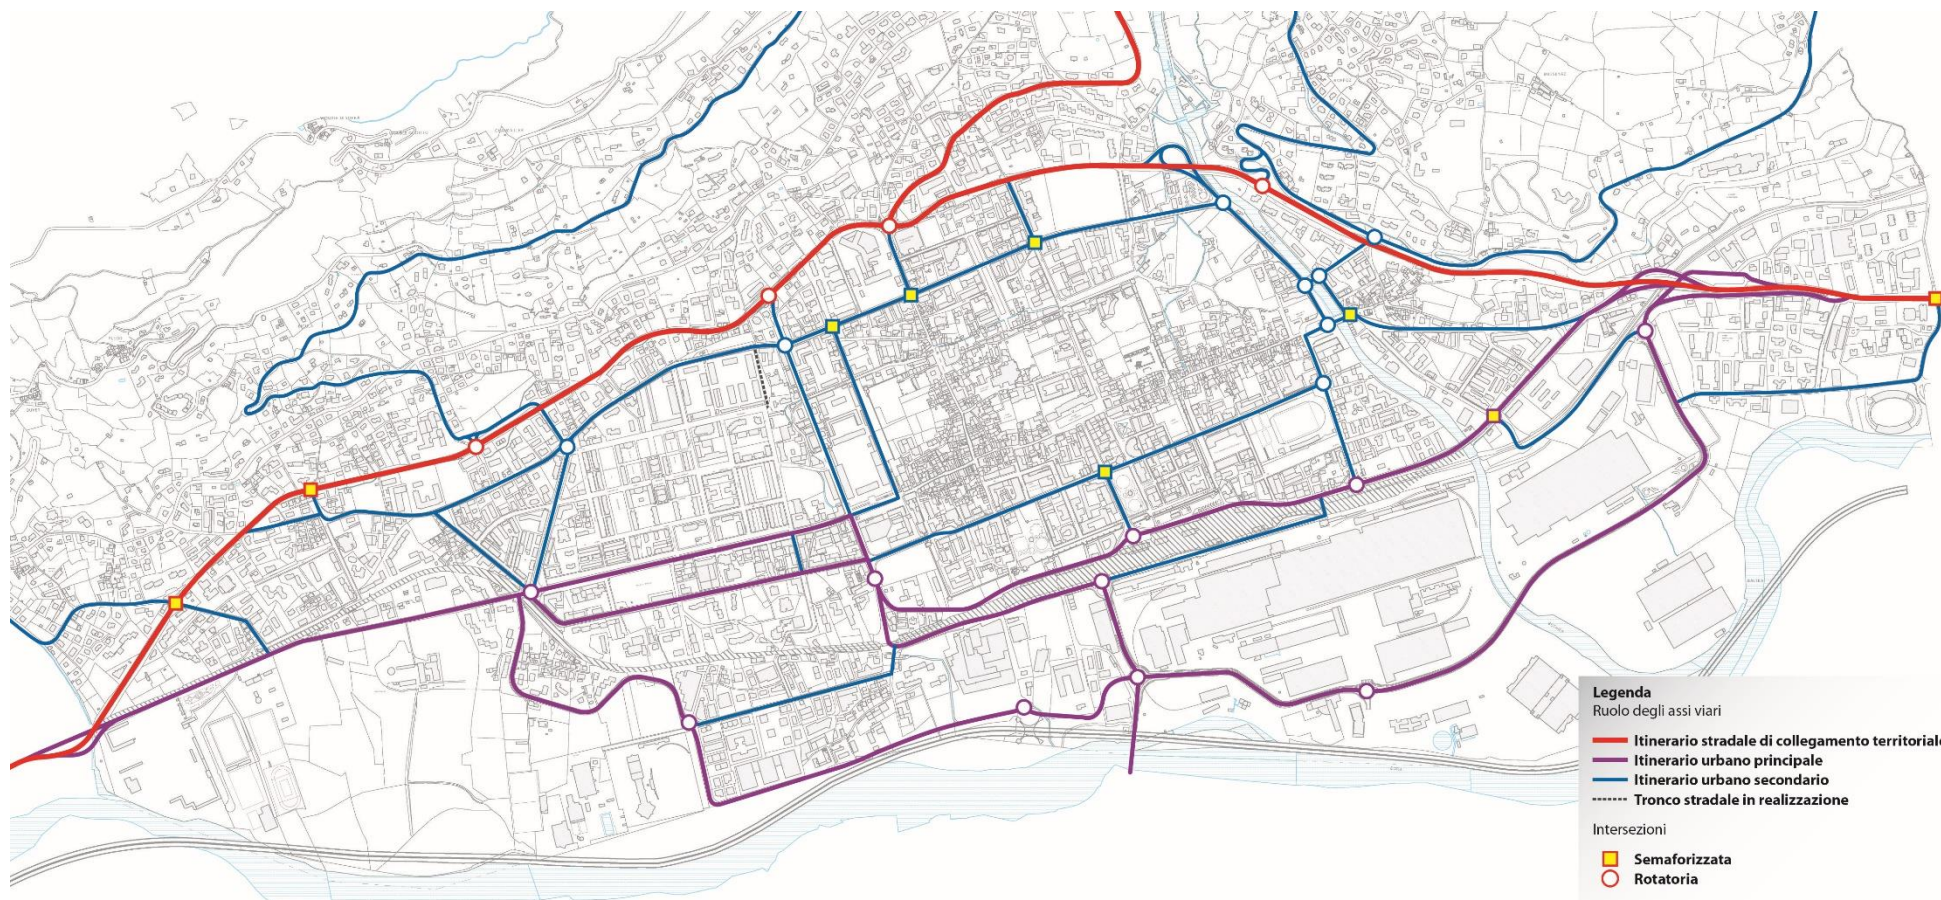 Legenda
Ruolo degli assi viari
Itinerario stradale di collegamento territoriale
Itinerario urbano principale
Itinerario urbano secondario
Tronco stradale in realizzazione
Intersezioni
Semaforizzata
Rotatoria